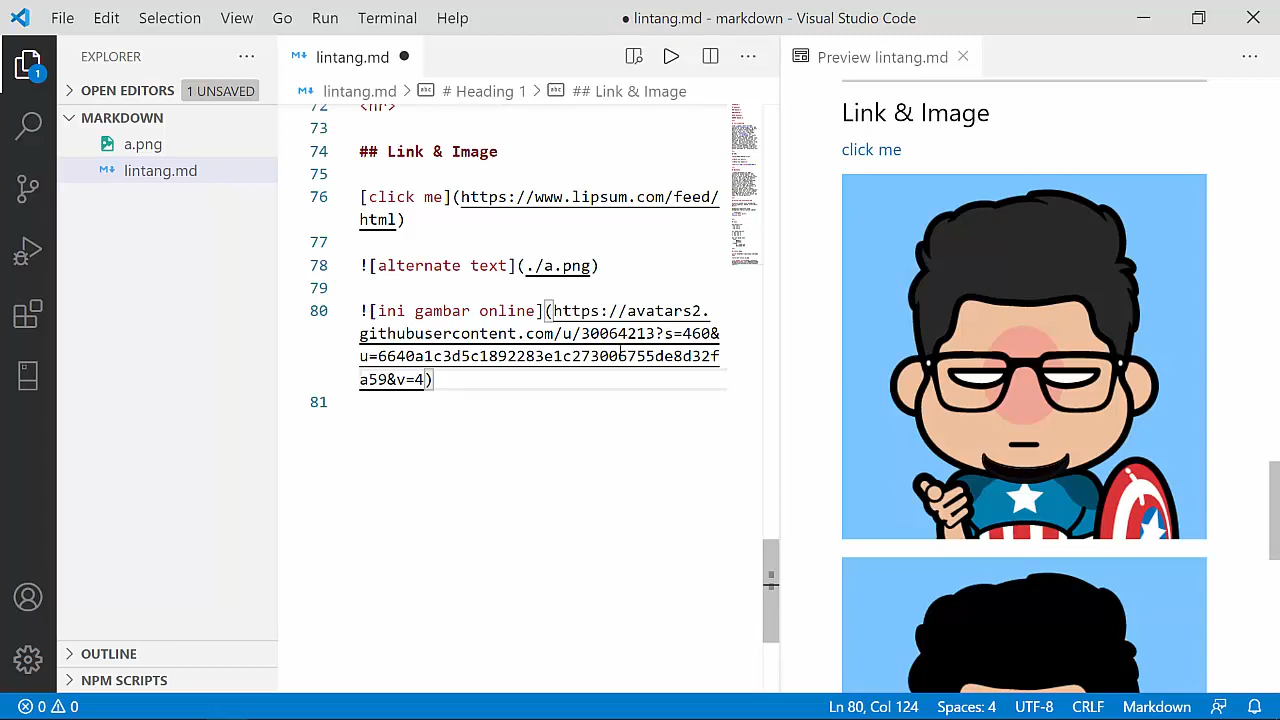 File Edit Selection View Go Run Terminal Help
● lintang.md - markdown - Visual Studio Code
EXPLORER
OPEN EDITORS 1 UNSAVED
MARKDOWN
a.png
lintang.md
OUTLINE
NPM SCRIPTS
1
lintang.md
lintang.md > # Heading 1 > ## Link & Image
72 <hr>
73
74 ## Link & Image
75
76 [click me](https://www.lipsum.com/feed/
html)
77
78 ![alternate text](./a.png)
79
80 ![ini gambar online](https://avatars2.
githubusercontent.com/u/30064213?s=460&
u=6640a1c3d5c1892283e1c273006755de8d32f
a59&v=4)
81
Preview lintang.md
Link & Image
click me
0 0
Ln 80, Col 124 Spaces: 4 UTF-8 CRLF Markdown